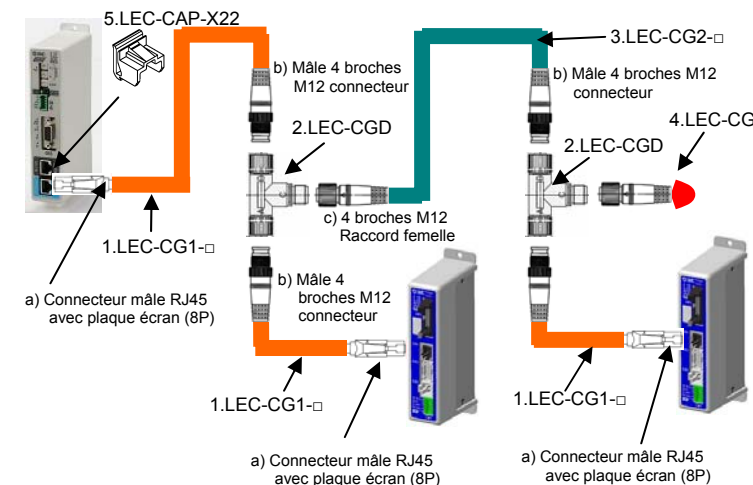 5.LEC-CAP-X22
3.LEC-CG2-□
b) Mâle 4 broches
M12
connecteur
b) Mâle 4 broches M12
connecteur
2.LEC-CGD
4.LEC-CG
2.LEC-CGD
c) 4 broches M12
Raccord femelle
1.LEC-CG1-□
a) Connecteur mâle RJ45
avec plaque écran (8P)
b) Mâle 4
broches M12
connecteur
1.LEC-CG1-□
1.LEC-CG1-□
a) Connecteur mâle RJ45
avec plaque écran (8P)
a) Connecteur mâle RJ45
avec plaque écran (8P)